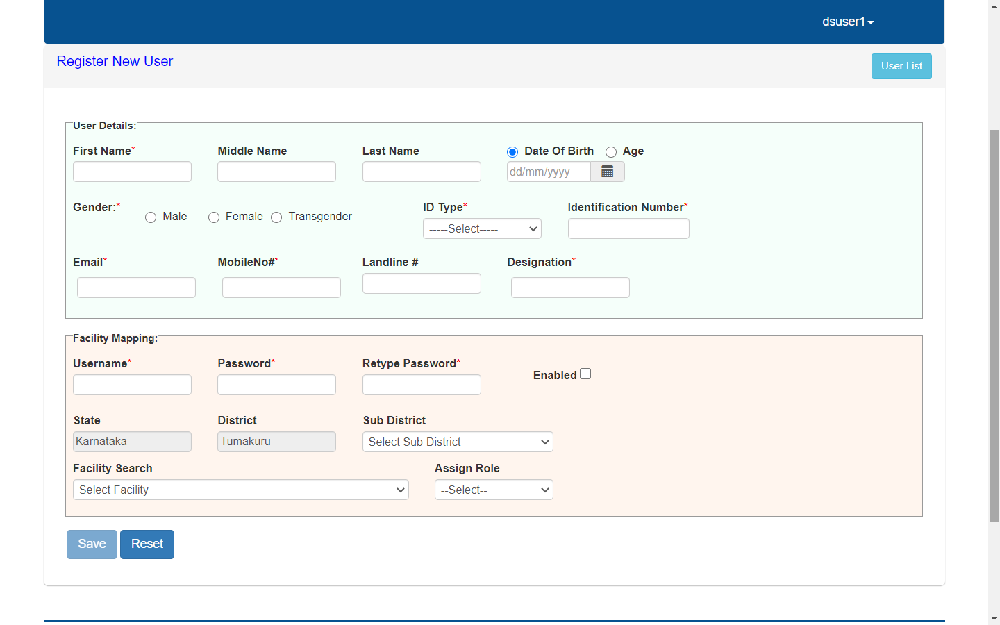 dsuser1
Register New User
User List
User Details:
First Name*
Middle Name
Last Name
Date Of Birth
Age
dd/mm/yyyy
Gender:*
Male
Female
Transgender
ID Type*
-----Select-----
Identification Number*
Email*
MobileNo#*
Landline #
Designation*
Facility Mapping:
Username*
Password*
Retype Password*
Enabled
State
District
Sub District
Karnataka
Tumakuru
Select Sub District
Facility Search
Assign Role
Select Facility
--Select--
Save
Reset